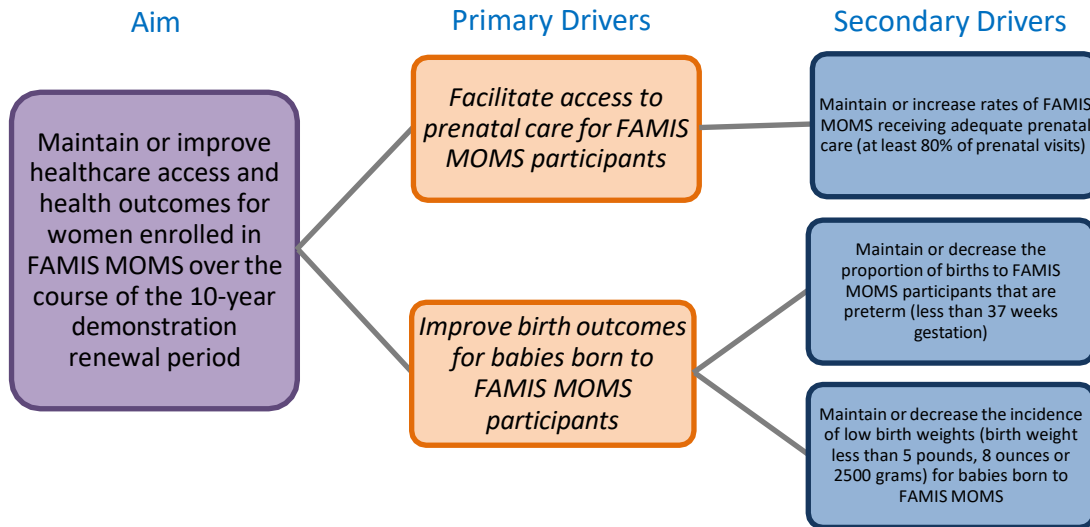 Aim
Primary Drivers
Secondary Drivers
Maintain or improve
healthcare access and
health outcomes for
women enrolled in
FAMIS MOMS over the
course of the 10-year
demonstration
renewal period
Facilitate access to
prenatal care for FAMIS
MOMS participants
Improve birth outcomes
for babies born to
FAMIS MOMS
participants
Maintain or increase rates of FAMIS
MOMS receiving adequate prenatal
care (at least 80% of prenatal visits)
Maintain or decrease the
proportion of births to FAMIS
MOMS participants that are
preterm (less than 37 weeks
gestation)
Maintain or decrease the incidence
of low birth weights (birth weight
less than 5 pounds, 8 ounces or
2500 grams) for babies born to
FAMIS MOMS